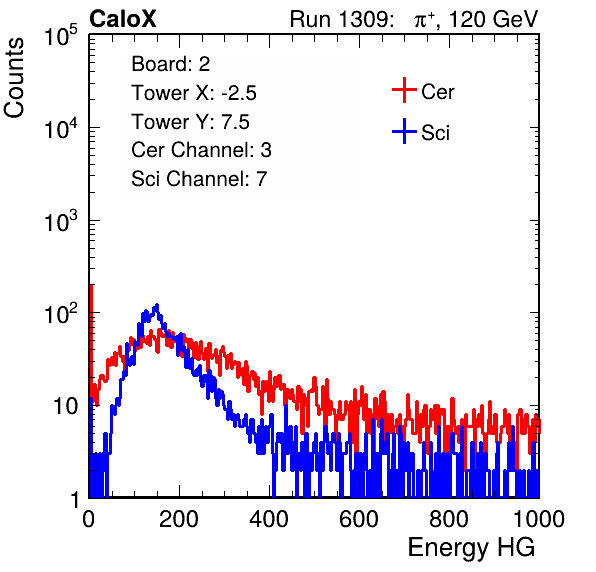 CaloX Run 1309: π⁺, 120 GeV
Counts
Board: 2
Tower X: -2.5
Tower Y: 7.5
Cer Channel: 3
Sci Channel: 7
Cer
Sci
10⁵
10⁴
10³
10²
10
1
0 200 400 600 800 1000
Energy HG